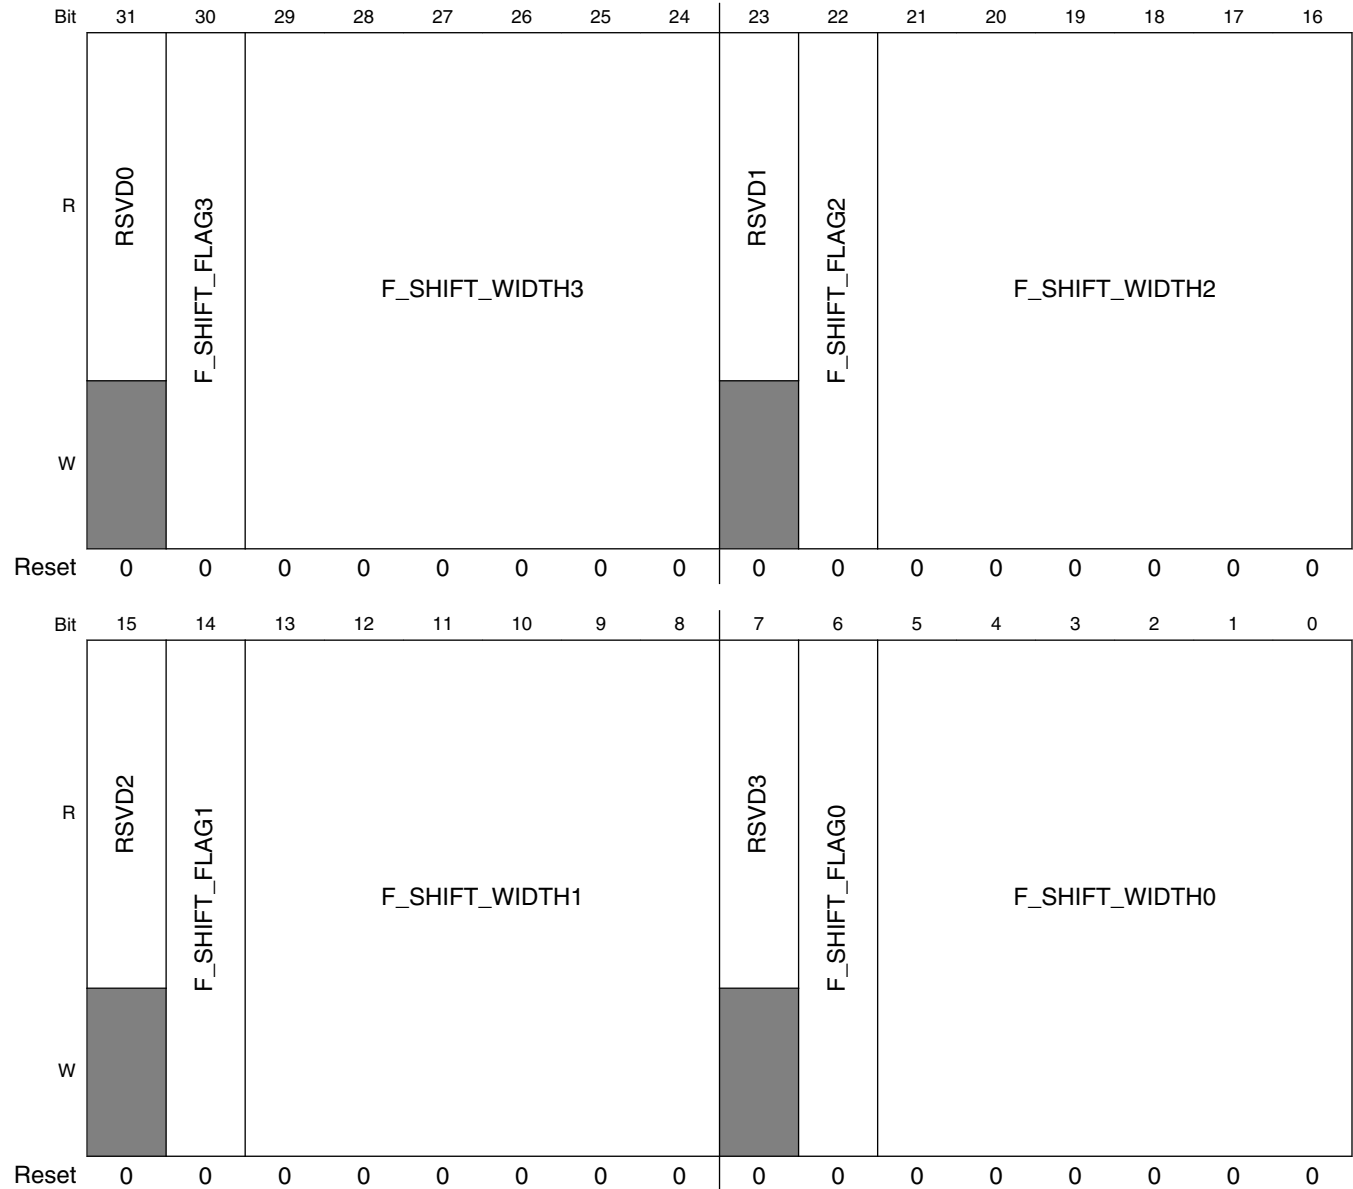 Bit 31 30 29 28 27 26 25 24 23 22 21 20 19 18 17 16
R RSVD0 F_SHIFT_FLAG3 F_SHIFT_WIDTH3 RSVD1 F_SHIFT_FLAG2 F_SHIFT_WIDTH2
W
Reset 0 0 0 0 0 0 0 0 0 0 0 0 0 0 0 0
Bit 15 14 13 12 11 10 9 8 7 6 5 4 3 2 1 0
R RSVD2 F_SHIFT_FLAG1 F_SHIFT_WIDTH1 RSVD3 F_SHIFT_FLAG0 F_SHIFT_WIDTH0
W
Reset 0 0 0 0 0 0 0 0 0 0 0 0 0 0 0 0